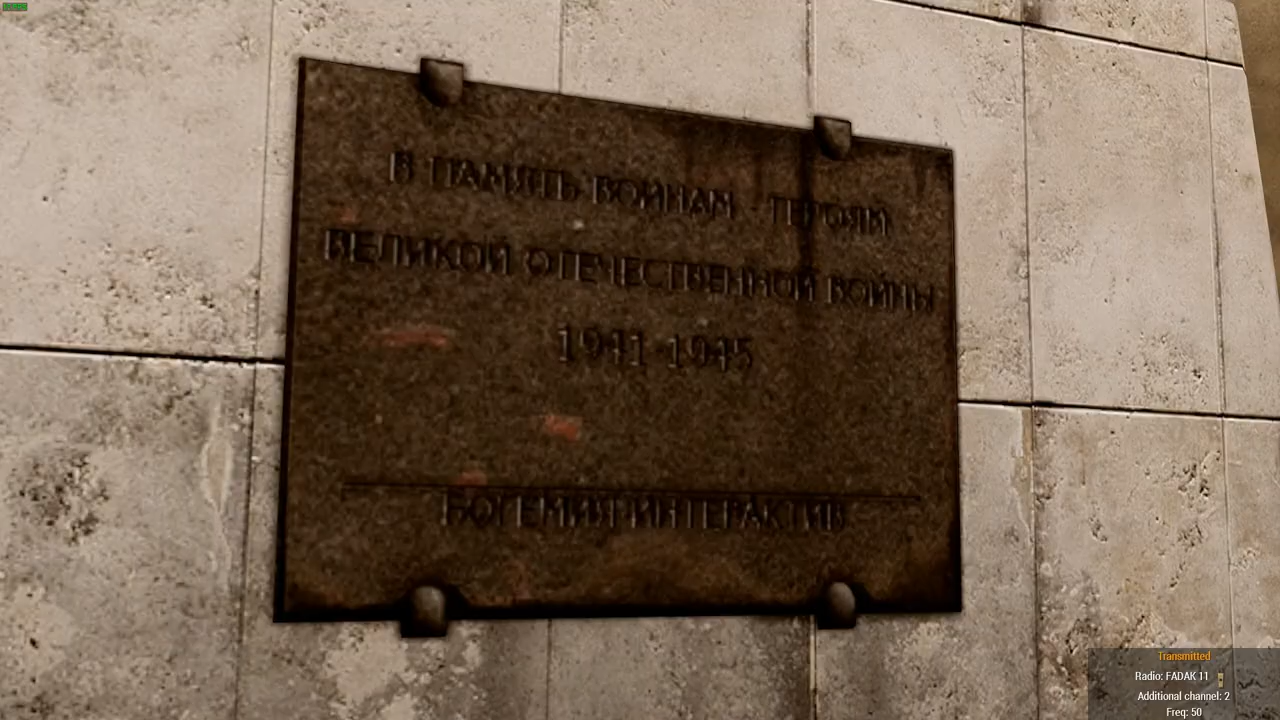 В ПАМЯТЬ ВОИНАМ - ГЕРОЯМ
ВЕЛИКОЙ ОТЕЧЕСТВЕННОЙ ВОЙНЫ
1941-1945
БОГЕМИЯ ИНТЕРАКТИВ
Transmitted
Radio: FADAK 11
Additional channel: 2
Freq: 50